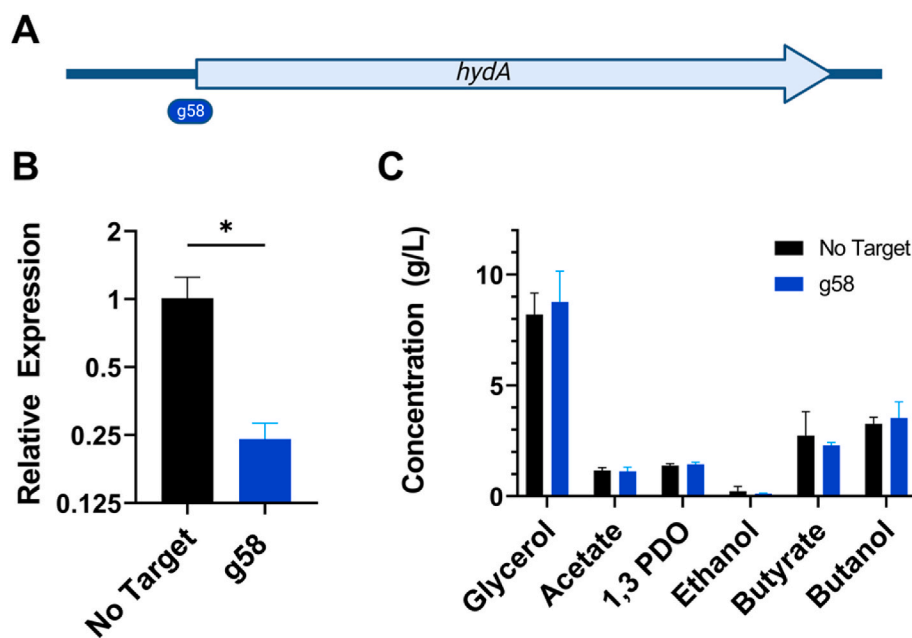 A
hydA
g58
B
Relative Expression
2
1
0.5
0.25
0.125
*
No Target
g58
C
Concentration (g/L)
10
5
0
No Target
g58
Glycerol
Acetate
1,3 PDO
Ethanol
Butyrate
Butanol